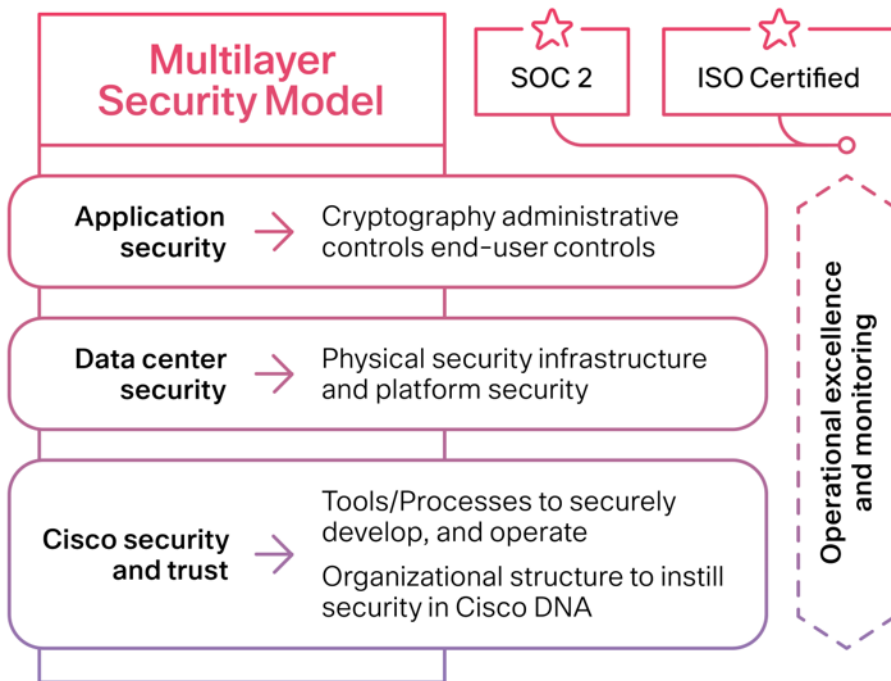 Multilayer
Security Model
SOC 2
ISO Certified
Application
security
Cryptography administrative
controls end-user controls
Data center
security
Physical security infrastructure
and platform security
Cisco security
and trust
Tools/Processes to securely
develop, and operate
Organizational structure to instill
security in Cisco DNA
Operational excellence
and monitoring